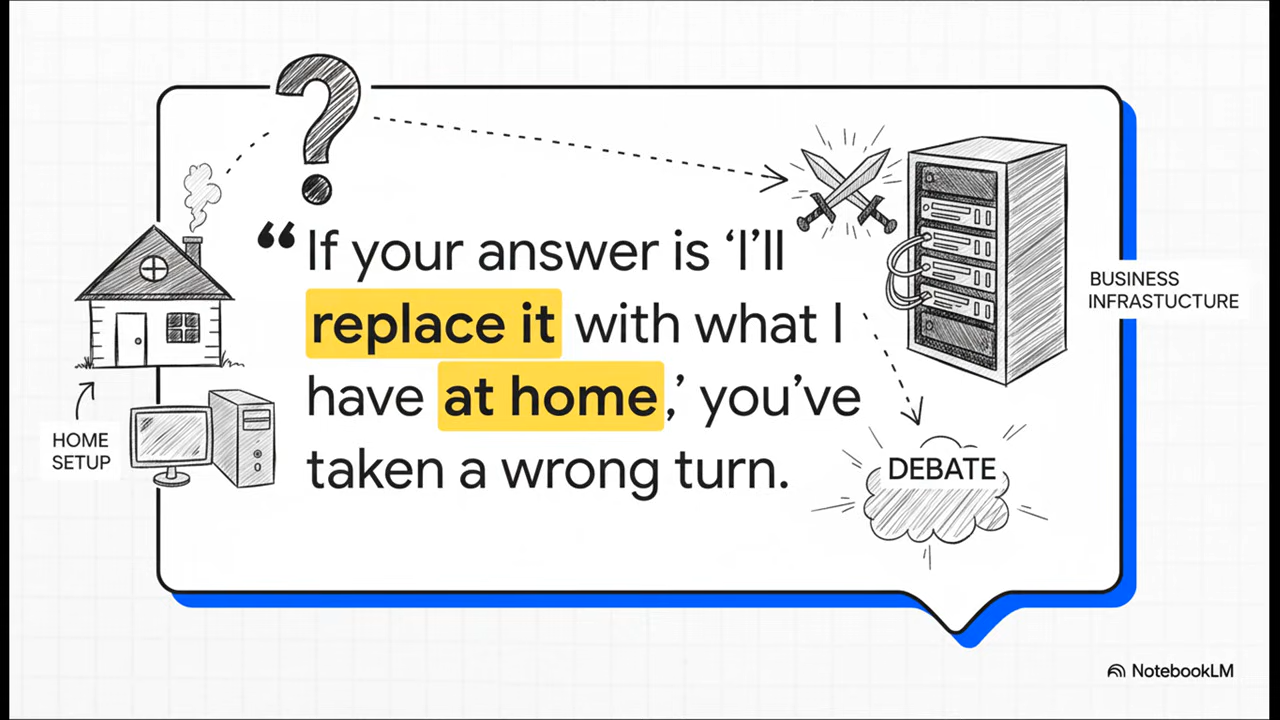 “If your answer is ‘I’ll
replace it with what I
have at home,’ you’ve
taken a wrong turn.
HOME
SETUP
BUSINESS
INFRASTUCTURE
DEBATE
NotebookLM